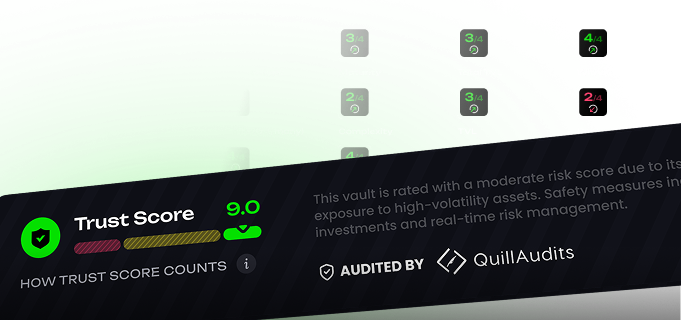 3/4
3/4
4/4
2/4
3/4
2/4
4/4
Trust Score 9.0
HOW TRUST SCORE COUNTS i
This vault is rated with a moderate risk score due to its
exposure to high-volatility assets. Safety measures in
investments and real-time risk management.
AUDITED BY QuillAudits